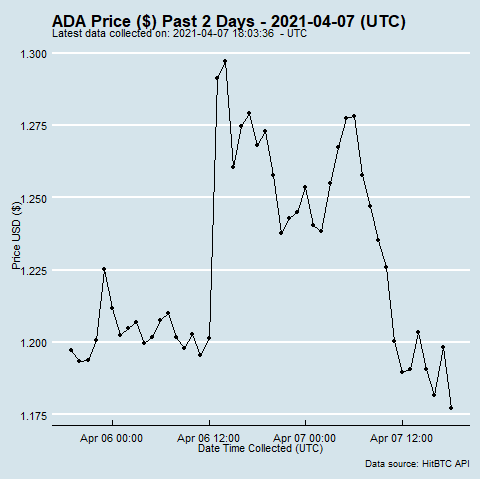 ADA Price ($) Past 2 Days - 2021-04-07 (UTC)
Latest data collected on: 2021-04-07 18:03:36 - UTC
1.300
1.275
1.250
1.225
1.200
1.175
Price USD ($)
Apr 06 00:00 Apr 06 12:00 Apr 07 00:00 Apr 07 12:00
Date Time Collected (UTC)
Data source: HitBTC API